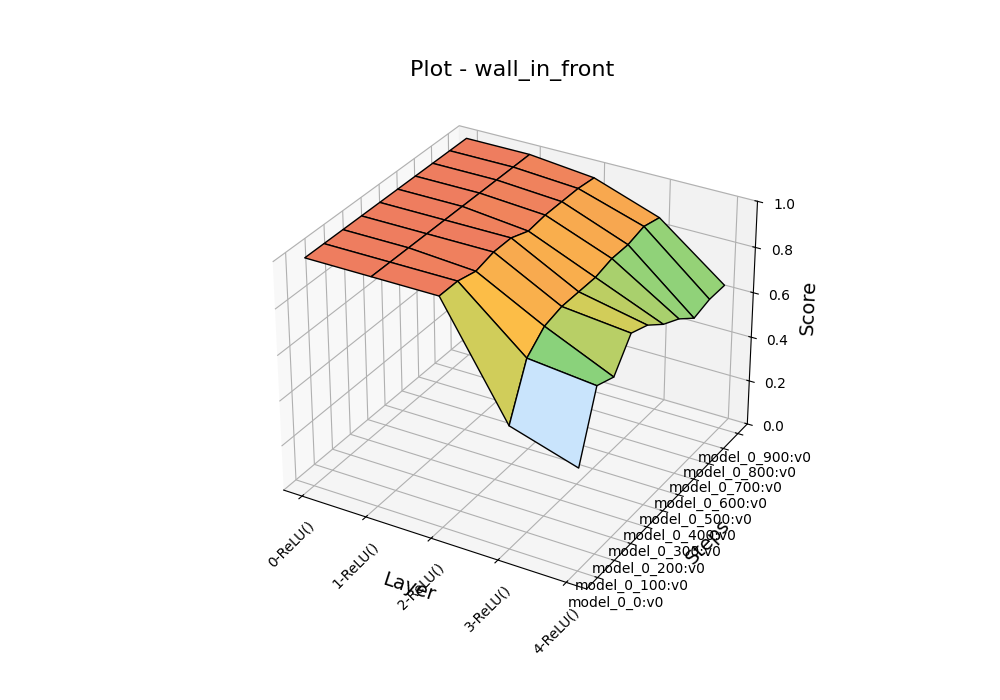 Plot - wall_in_front
1.0
0.8
0.6
0.4
0.2
0.0
Score
model_0_900:v0
model_0_800:v0
model_0_700:v0
model_0_600:v0
model_0_500:v0
model_0_400:v0
model_0_300:v0
model_0_200:v0
model_0_100:v0
model_0_0:v0
Steps
0-ReLU()
1-ReLU()
2-ReLU()
3-ReLU()
4-ReLU()
Layer